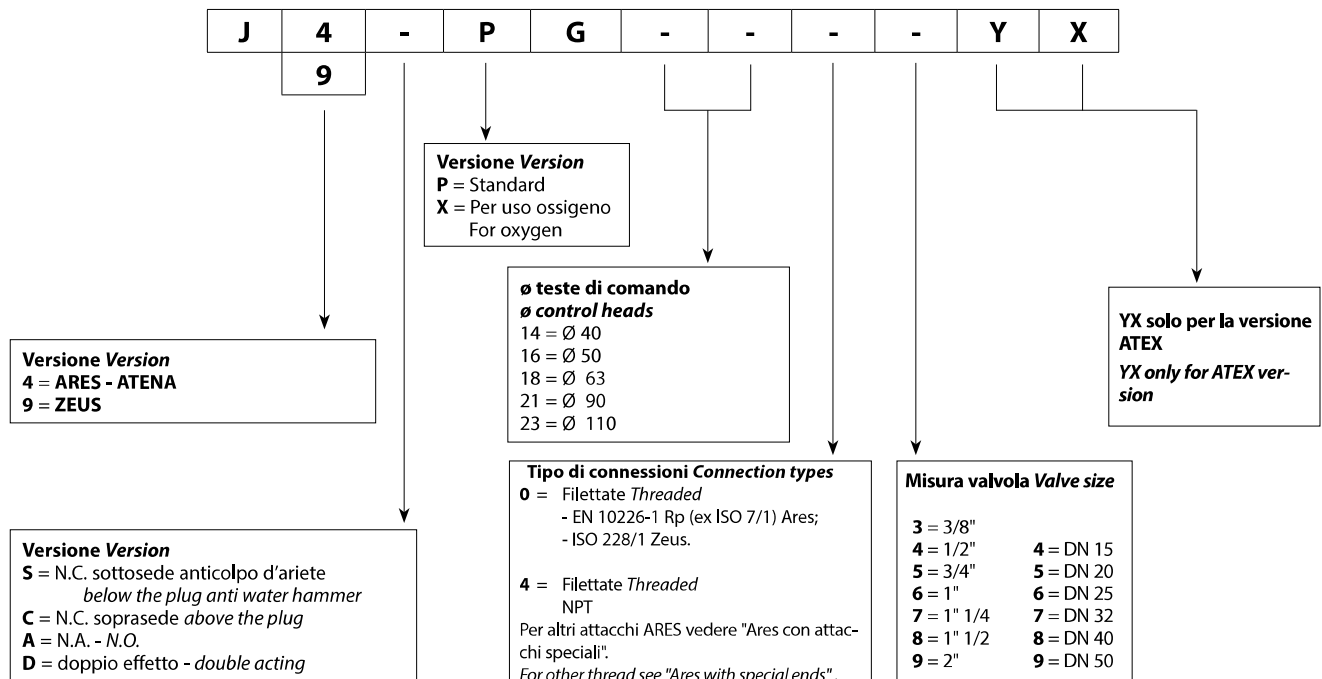 J 4 - P G - - - - Y X
9
Versione Version
P = Standard
X = Per uso ossigeno
For oxygen
ø teste di comando
ø control heads
14 = Ø 40
16 = Ø 50
18 = Ø 63
21 = Ø 90
23 = Ø 110
YX solo per la versione
ATEX
YX only for ATEX ver-
sion
Versione Version
4 = ARES - ATENA
9 = ZEUS
Versione Version
S = N.C. sottosede anticolpo d'ariete
below the plug anti water hammer
C = N.C. soprasede above the plug
A = N.A. - N.O.
D = doppio effetto - double acting
Tipo di connessioni Connection types
0 = Filettate Threaded
- EN 10226-1 Rp (ex ISO 7/1) Ares;
- ISO 228/1 Zeus.
4 = Filettate Threaded
NPT
Per altri attacchi ARES vedere "Ares con attac-
chi speciali".
For other thread see "Ares with special ends".
Misura valvola Valve size
3 = 3/8"
4 = 1/2" 4 = DN 15
5 = 3/4" 5 = DN 20
6 = 1" 6 = DN 25
7 = 1" 1/4 7 = DN 32
8 = 1" 1/2 8 = DN 40
9 = 2" 9 = DN 50